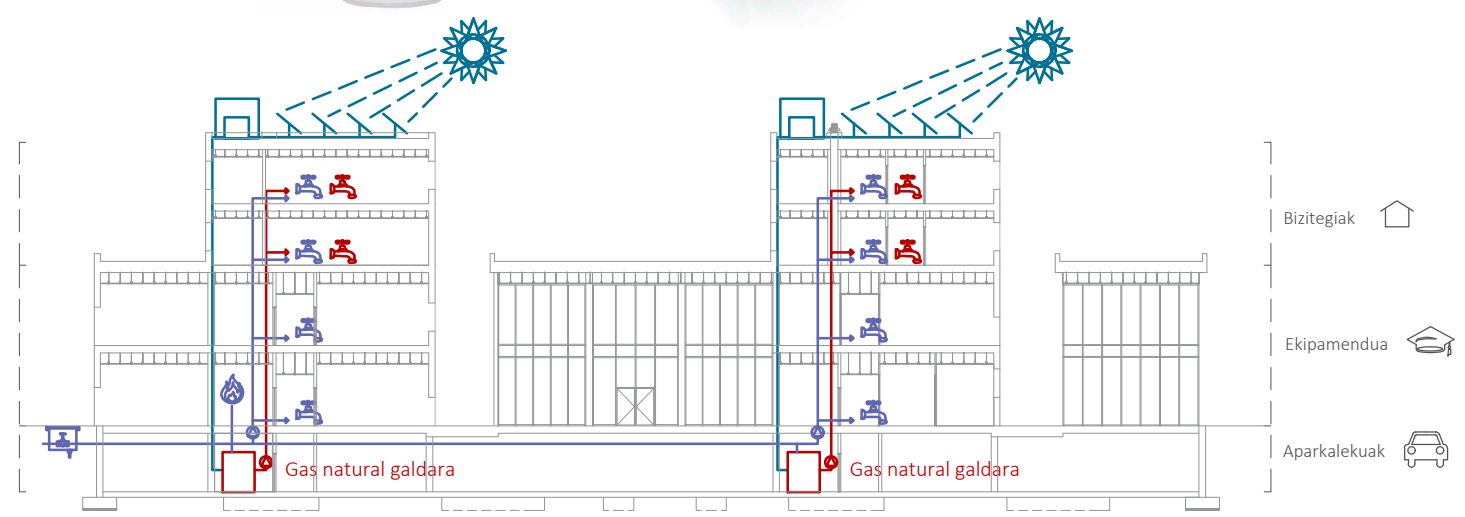 Bizitegiak
Ekipamendua
Aparkalekuak
Gas natural galdara
Gas natural galdara